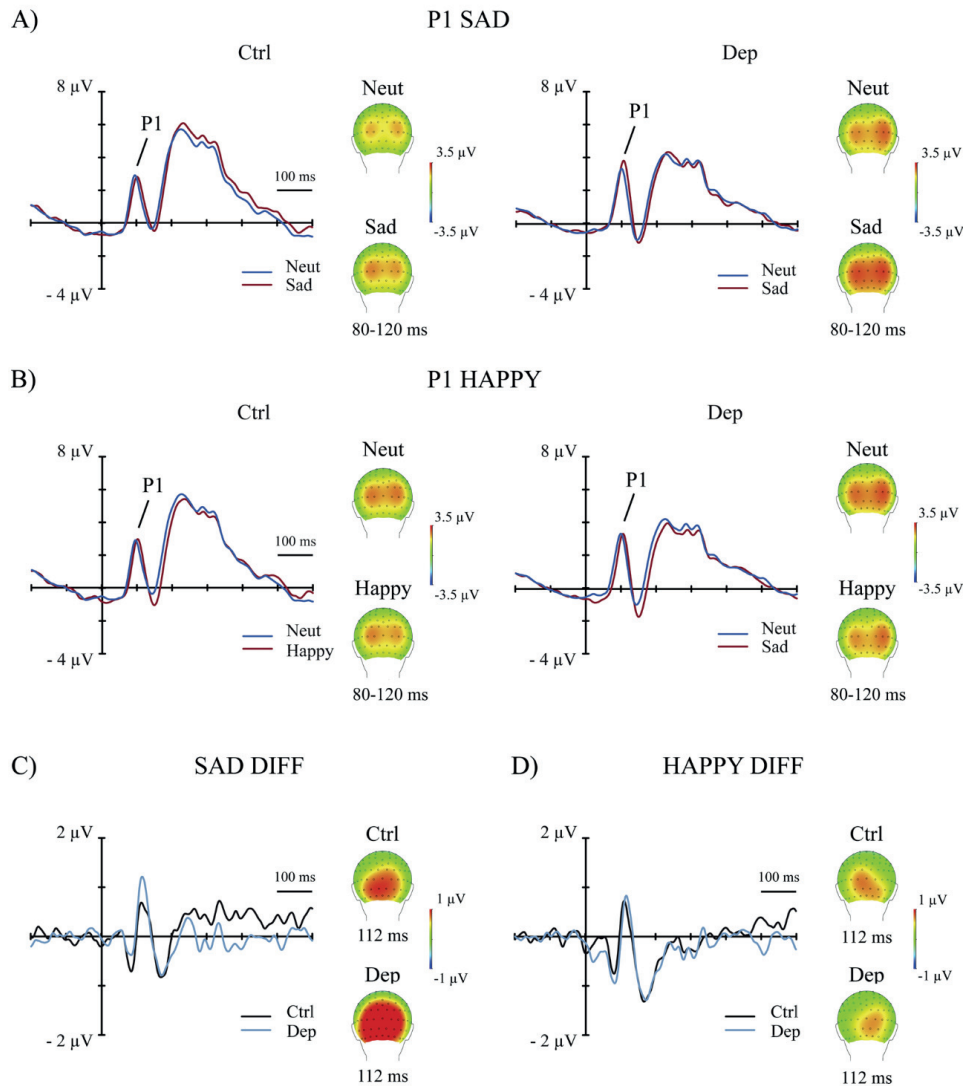 A)
P1 SAD
Ctrl
Dep
8 µV
P1
100 ms
- 4 µV
Neut
Sad
Neut
Sad
80-120 ms
3.5 µV
-3.5 µV
8 µV
P1
- 4 µV
Neut
Sad
Neut
Sad
80-120 ms
3.5 µV
-3.5 µV
B)
P1 HAPPY
Ctrl
Dep
8 µV
P1
100 ms
- 4 µV
Neut
Happy
Neut
Happy
80-120 ms
3.5 µV
-3.5 µV
8 µV
P1
- 4 µV
Neut
Sad
Neut
Happy
80-120 ms
3.5 µV
-3.5 µV
C)
SAD DIFF
2 µV
100 ms
- 2 µV
Ctrl
Dep
Ctrl
112 ms
Dep
112 ms
1 µV
-1 µV
D)
HAPPY DIFF
2 µV
100 ms
- 2 µV
Ctrl
Dep
Ctrl
112 ms
Dep
112 ms
1 µV
-1 µV